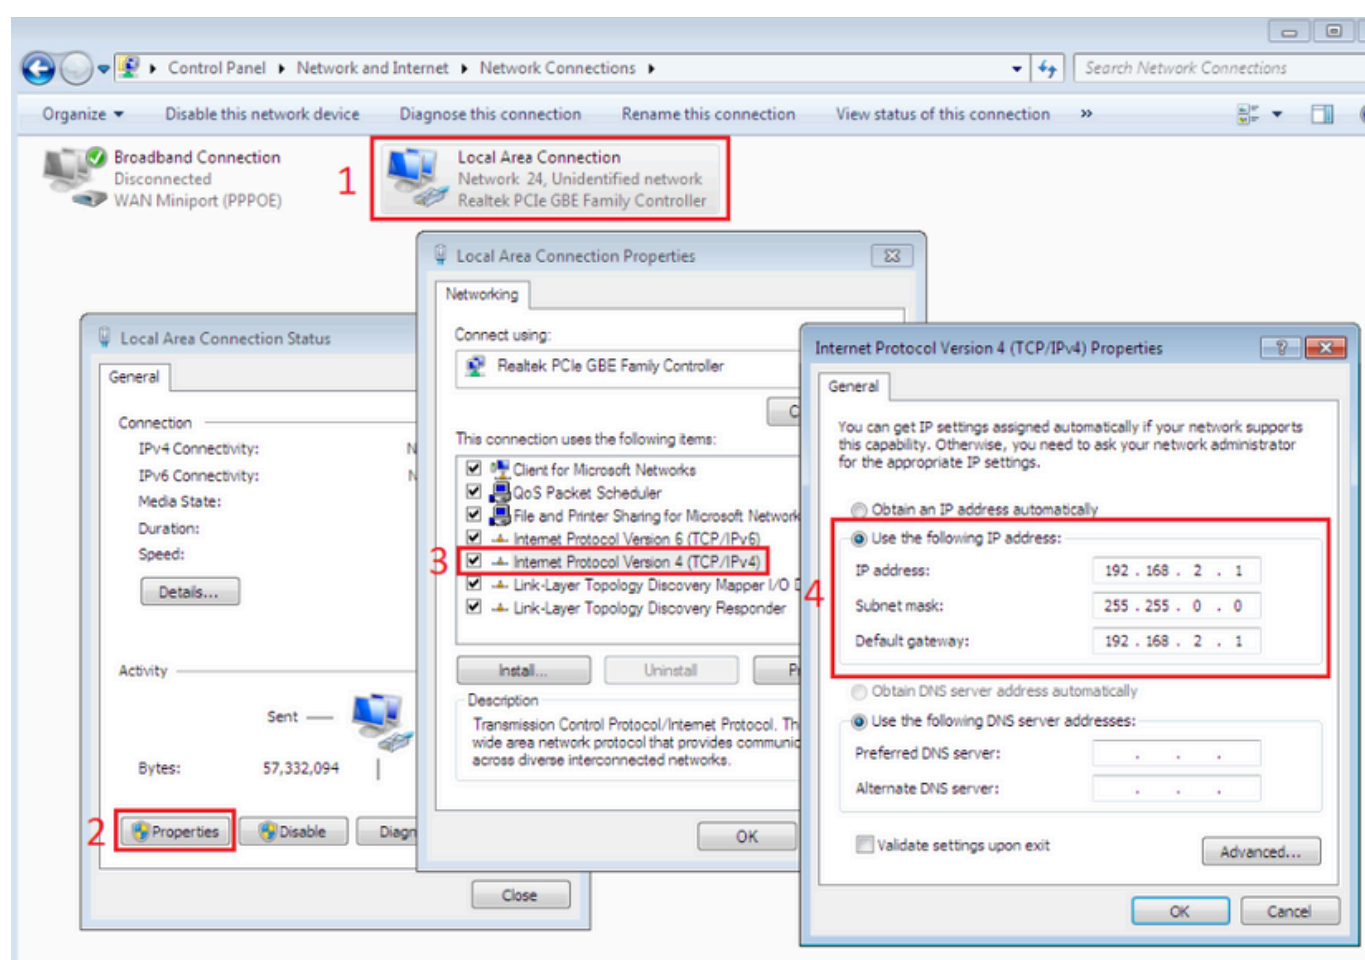 Control Panel Network and Internet Network Connections
Search Network Connections
Organize Disable this network device Diagnose this connection Rename this connection View status of this connection »
Broadband Connection
Disconnected
WAN Miniport (PPPOE)
1
Local Area Connection
Network 24, Unidentified network
Realtek PCIe GBE Family Controller
Local Area Connection Status
General
Connection
IPv4 Connectivity:
IPv6 Connectivity:
Media State:
Duration:
Speed:
Details...
Activity
Sent
Bytes: 57,332,094
2
Properties Disable Diagn
Close
Local Area Connection Properties
Networking
Connect using:
Realtek PCIe GBE Family Controller
This connection uses the following items:
Client for Microsoft Networks
QoS Packet Scheduler
File and Printer Sharing for Microsoft Network
Internet Protocol Version 6 (TCP/IPv6)
3
Internet Protocol Version 4 (TCP/IPv4)
Link-Layer Topology Discovery Mapper I/O D
Link-Layer Topology Discovery Responder
Install... Uninstall P
Description
Transmission Control Protocol/Internet Protocol. Th
wide area network protocol that provides communic
across diverse interconnected networks.
OK
Internet Protocol Version 4 (TCP/IPv4) Properties
General
You can get IP settings assigned automatically if your network supports
this capability. Otherwise, you need to ask your network administrator
for the appropriate IP settings.
Obtain an IP address automatically
4
Use the following IP address:
IP address: 192 . 168 . 2 . 1
Subnet mask: 255 . 255 . 0 . 0
Default gateway: 192 . 168 . 2 . 1
Obtain DNS server address automatically
Use the following DNS server addresses:
Preferred DNS server: . . .
Alternate DNS server: . . .
Validate settings upon exit
Advanced...
OK Cancel